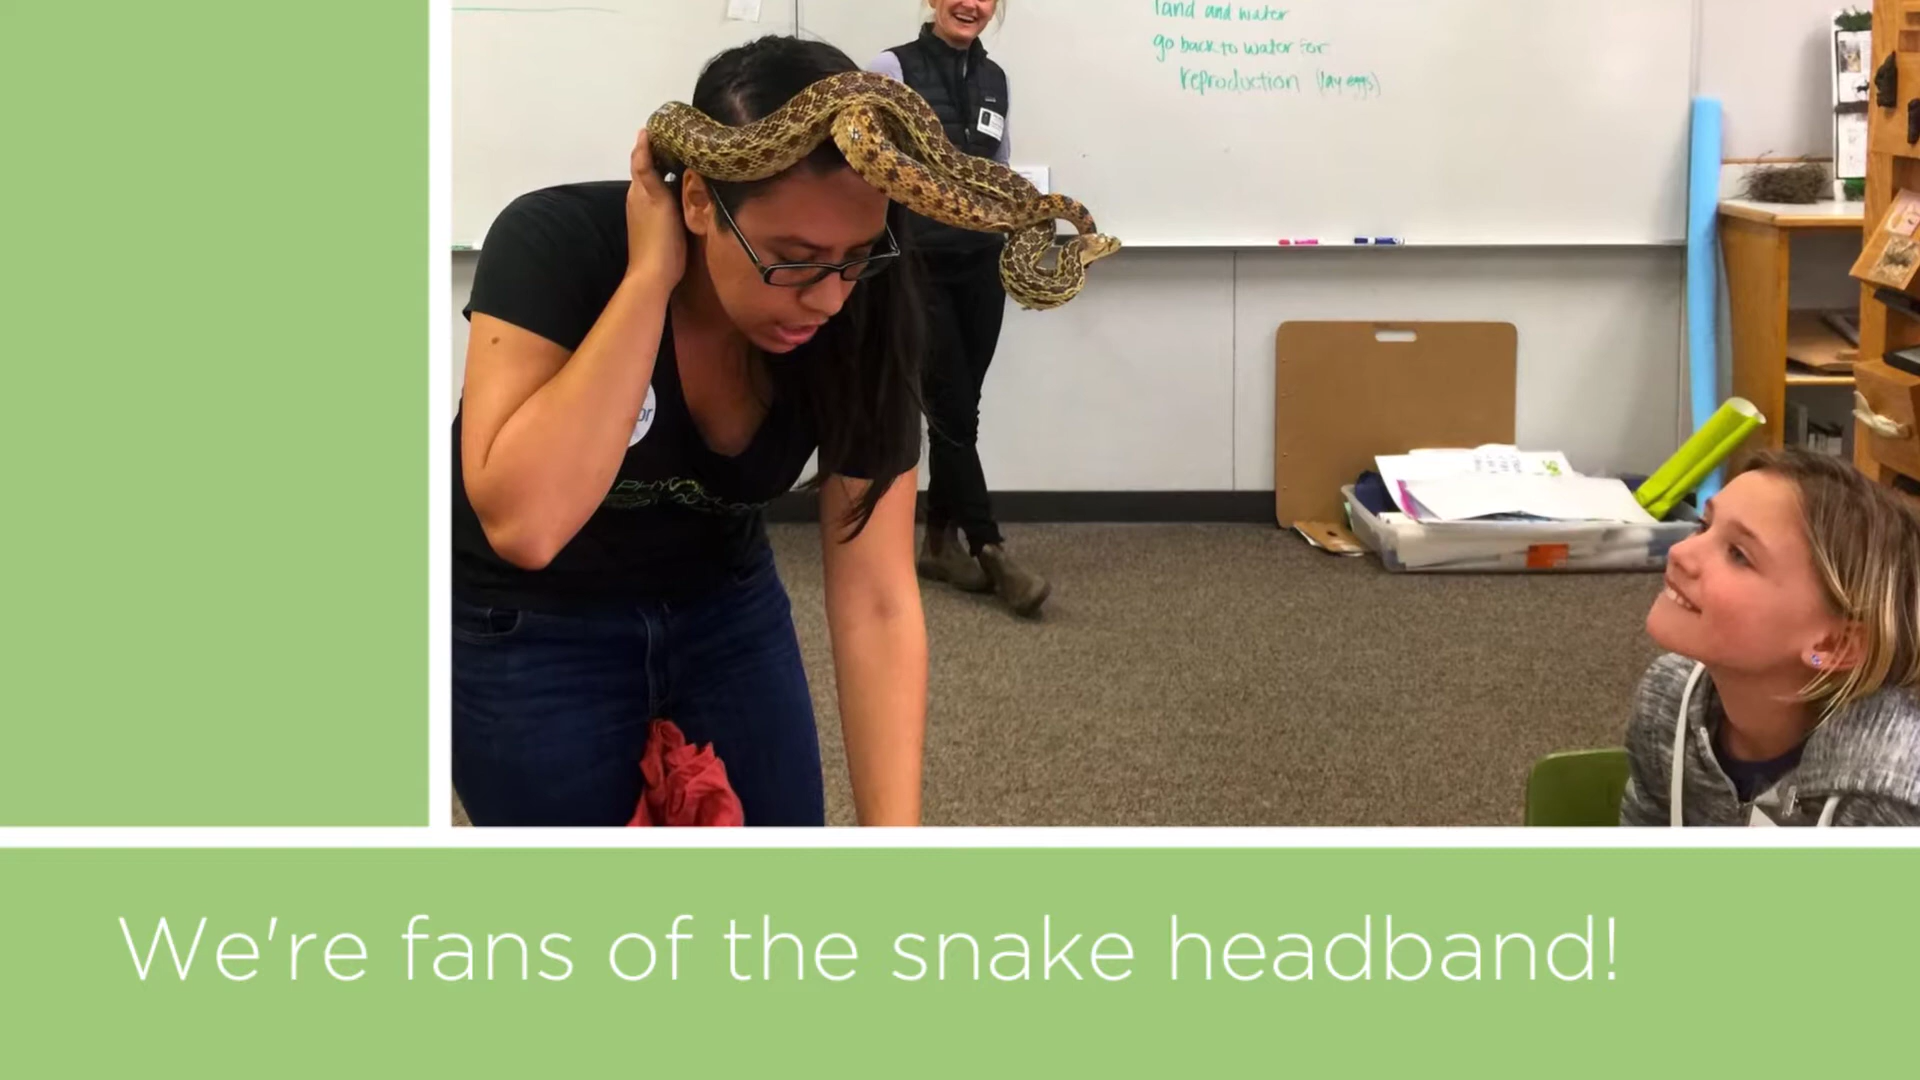 land and water
go back to water for
reproduction (lay eggs)
We're fans of the snake headband!